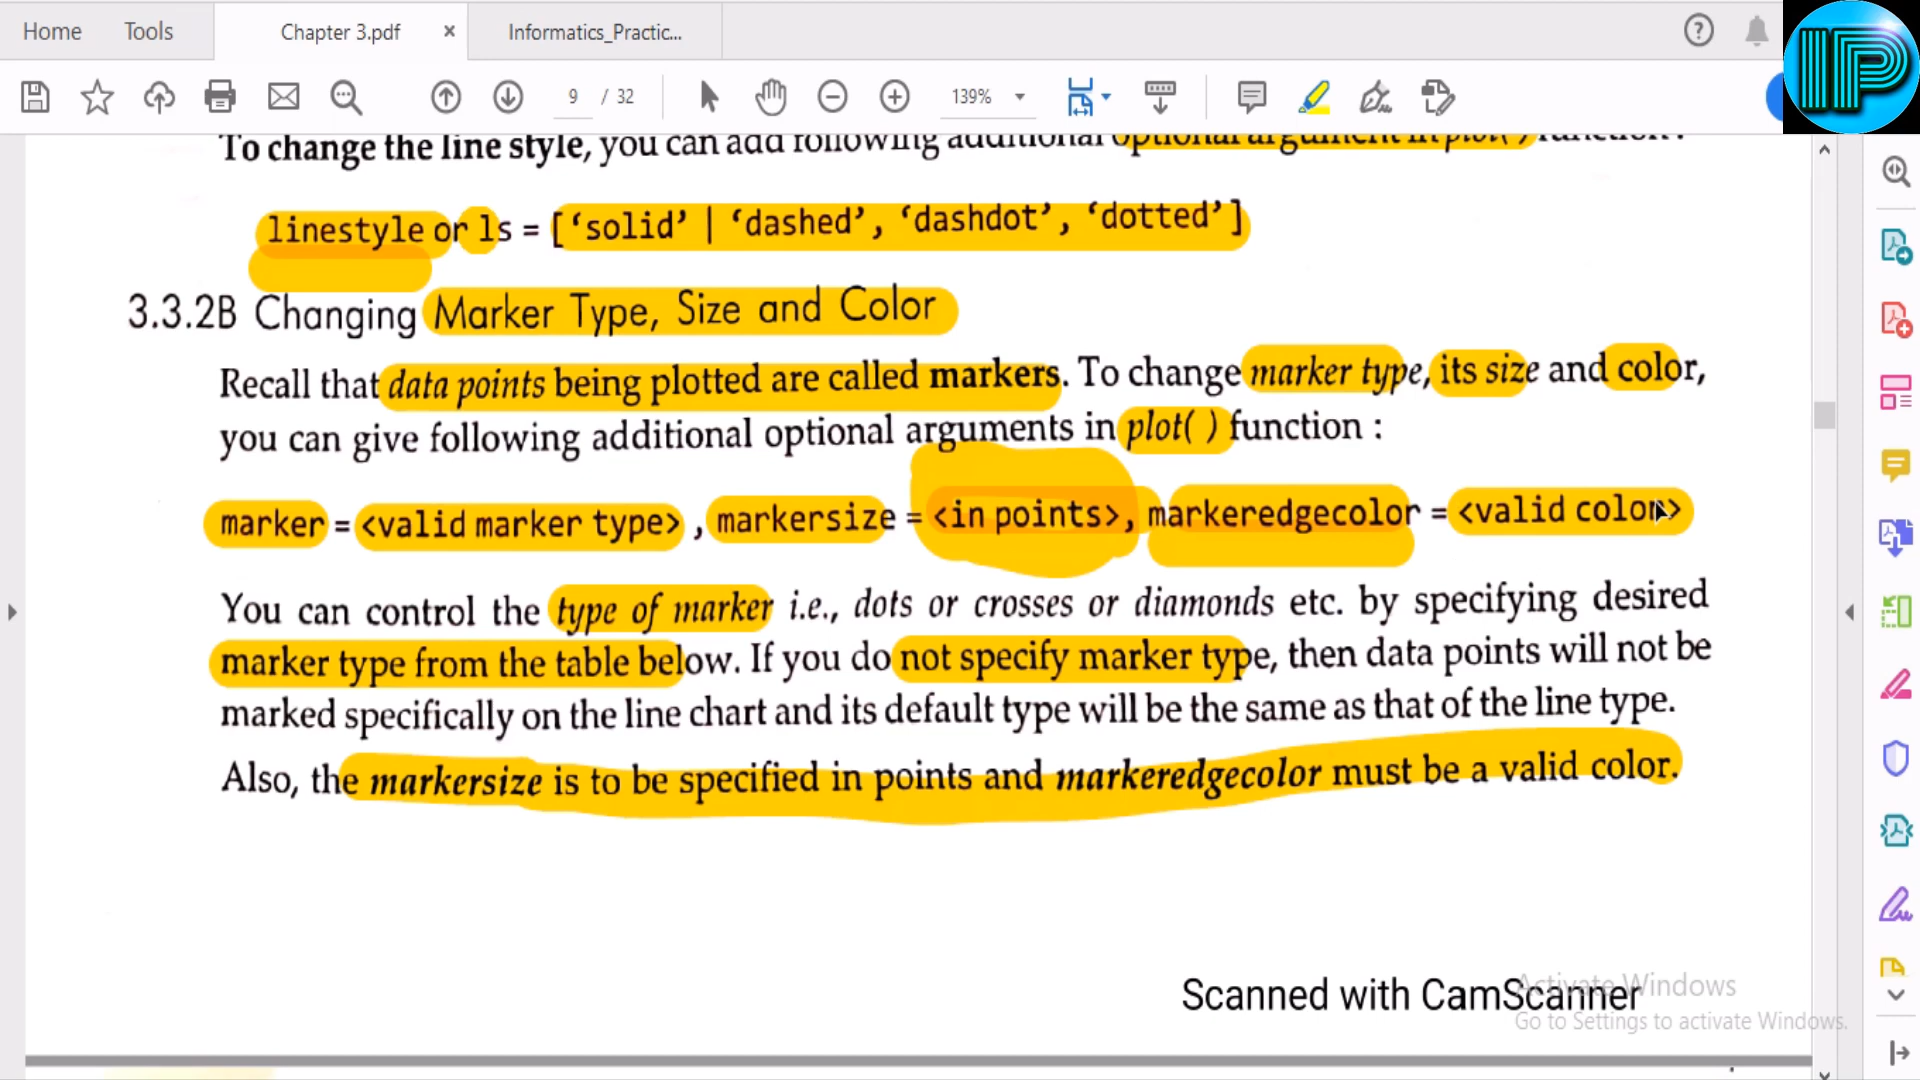 Home Tools Chapter 3.pdf × Informatics_Practic...
9 / 32 139%
To change the line style, you can add following additional optional argument in plot( ) function :
linestyle or ls = [‘solid’ | ‘dashed’, ‘dashdot’, ‘dotted’]
3.3.2B Changing Marker Type, Size and Color
Recall that data points being plotted are called markers. To change marker type, its size and color,
you can give following additional optional arguments in plot( ) function :
marker = <valid marker type> , markersize = <in points>, markeredgecolor = <valid color>
You can control the type of marker i.e., dots or crosses or diamonds etc. by specifying desired
marker type from the table below. If you do not specify marker type, then data points will not be
marked specifically on the line chart and its default type will be the same as that of the line type.
Also, the markersize is to be specified in points and markeredgecolor must be a valid color.
Scanned with CamScanner
Activate Windows
Go to Settings to activate Windows.
IP